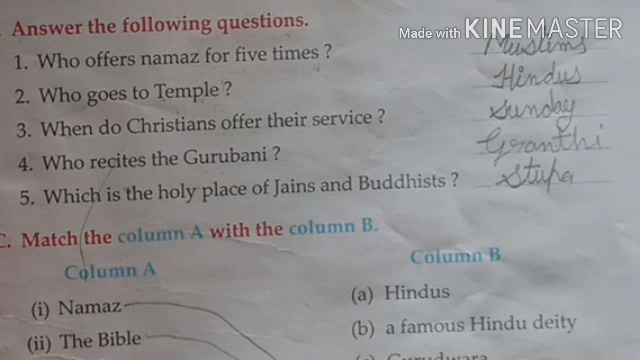 Answer the following questions.
Made with KINEMASTER
1. Who offers namaz for five times ? Muslims
2. Who goes to Temple ? Hindus
3. When do Christians offer their service ? Sunday
4. Who recites the Gurubani ? Granthi
5. Which is the holy place of Jains and Buddhists ? Stupa
C. Match the column A with the column B.
Column A Column B
(i) Namaz (a) Hindus
(ii) The Bible (b) a famous Hindu deity